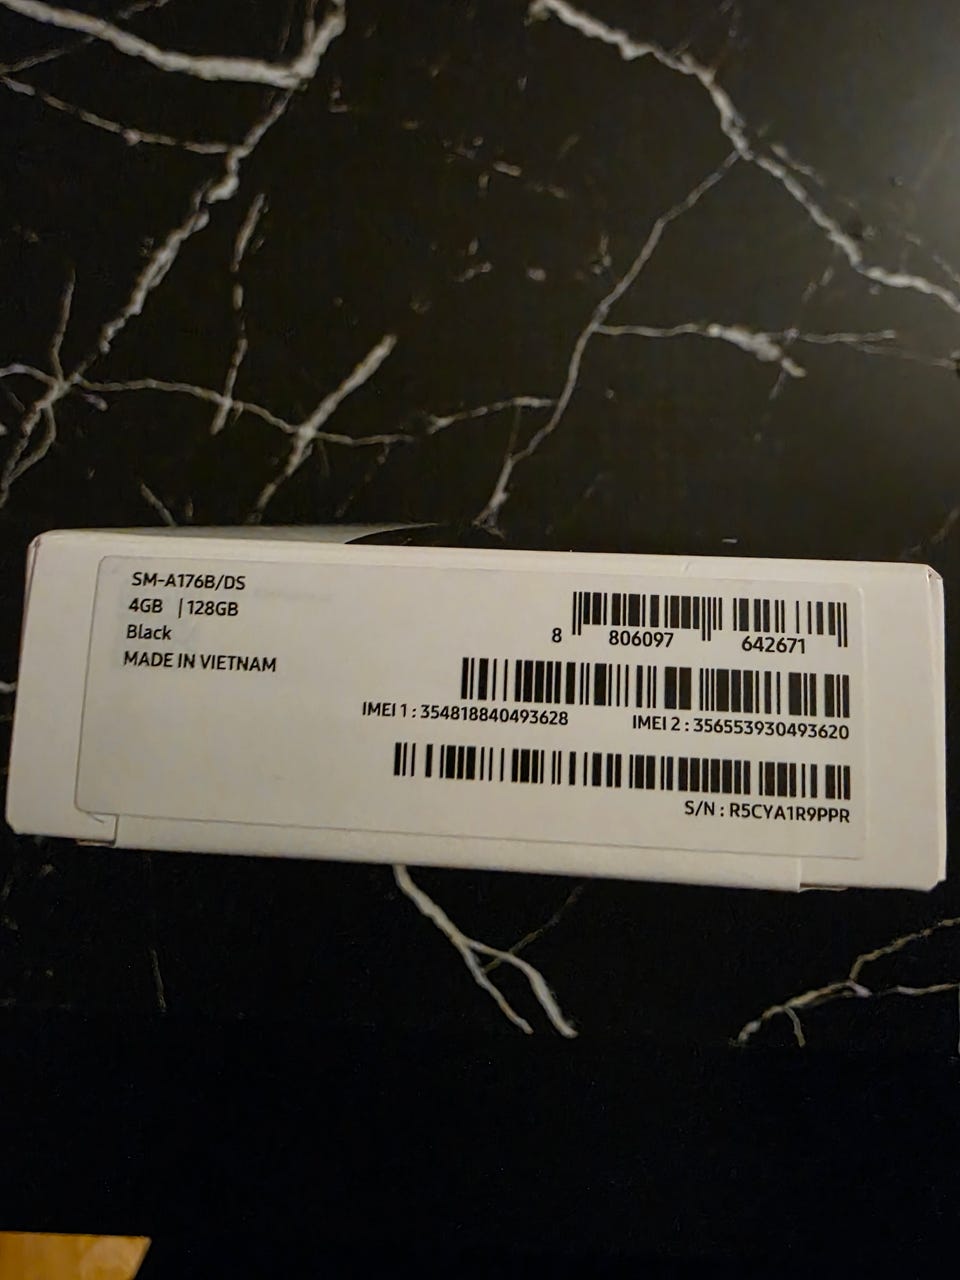 SM-A176B/DS
4GB | 128GB
Black
MADE IN VIETNAM
8 806097 642671
IMEI 1 : 354818840493628 IMEI 2 : 356553930493620
S/N : R5CYA1R9PPR